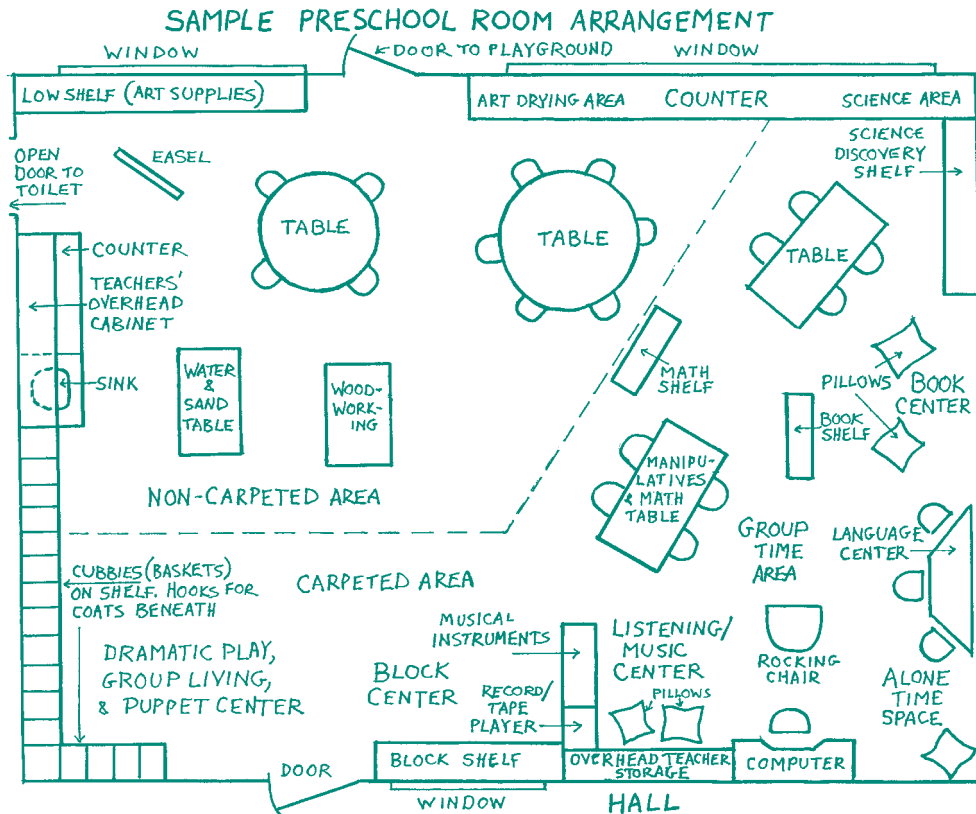 SAMPLE PRESCHOOL ROOM ARRANGEMENT
WINDOW
DOOR TO PLAYGROUND
WINDOW
LOW SHELF (ART SUPPLIES)
ART DRYING AREA
COUNTER
SCIENCE AREA
SCIENCE
DISCOVERY
SHELF
OPEN
DOOR TO
TOILET
EASEL
TABLE
TABLE
TABLE
COUNTER
TEACHERS'
OVERHEAD
CABINET
SINK
WATER
&
SAND
TABLE
WOOD-
WORK-
ING
MATH
SHELF
PILLOWS
BOOK
CENTER
BOOK
SHELF
MANIPU-
LATIVES
& MATH
TABLE
NON-CARPETED AREA
GROUP
TIME
AREA
LANGUAGE
CENTER
CARPETED AREA
CUBBIES (BASKETS)
ON SHELF. HOOKS FOR
COATS BENEATH
DRAMATIC PLAY,
GROUP LIVING,
& PUPPET CENTER
MUSICAL
INSTRUMENTS
LISTENING/
MUSIC
CENTER
BLOCK
CENTER
RECORD/
TAPE
PLAYER
PILLOWS
ROCKING
CHAIR
ALONE
TIME
SPACE
BLOCK SHELF
OVERHEAD TEACHER
STORAGE
COMPUTER
DOOR
WINDOW
HALL